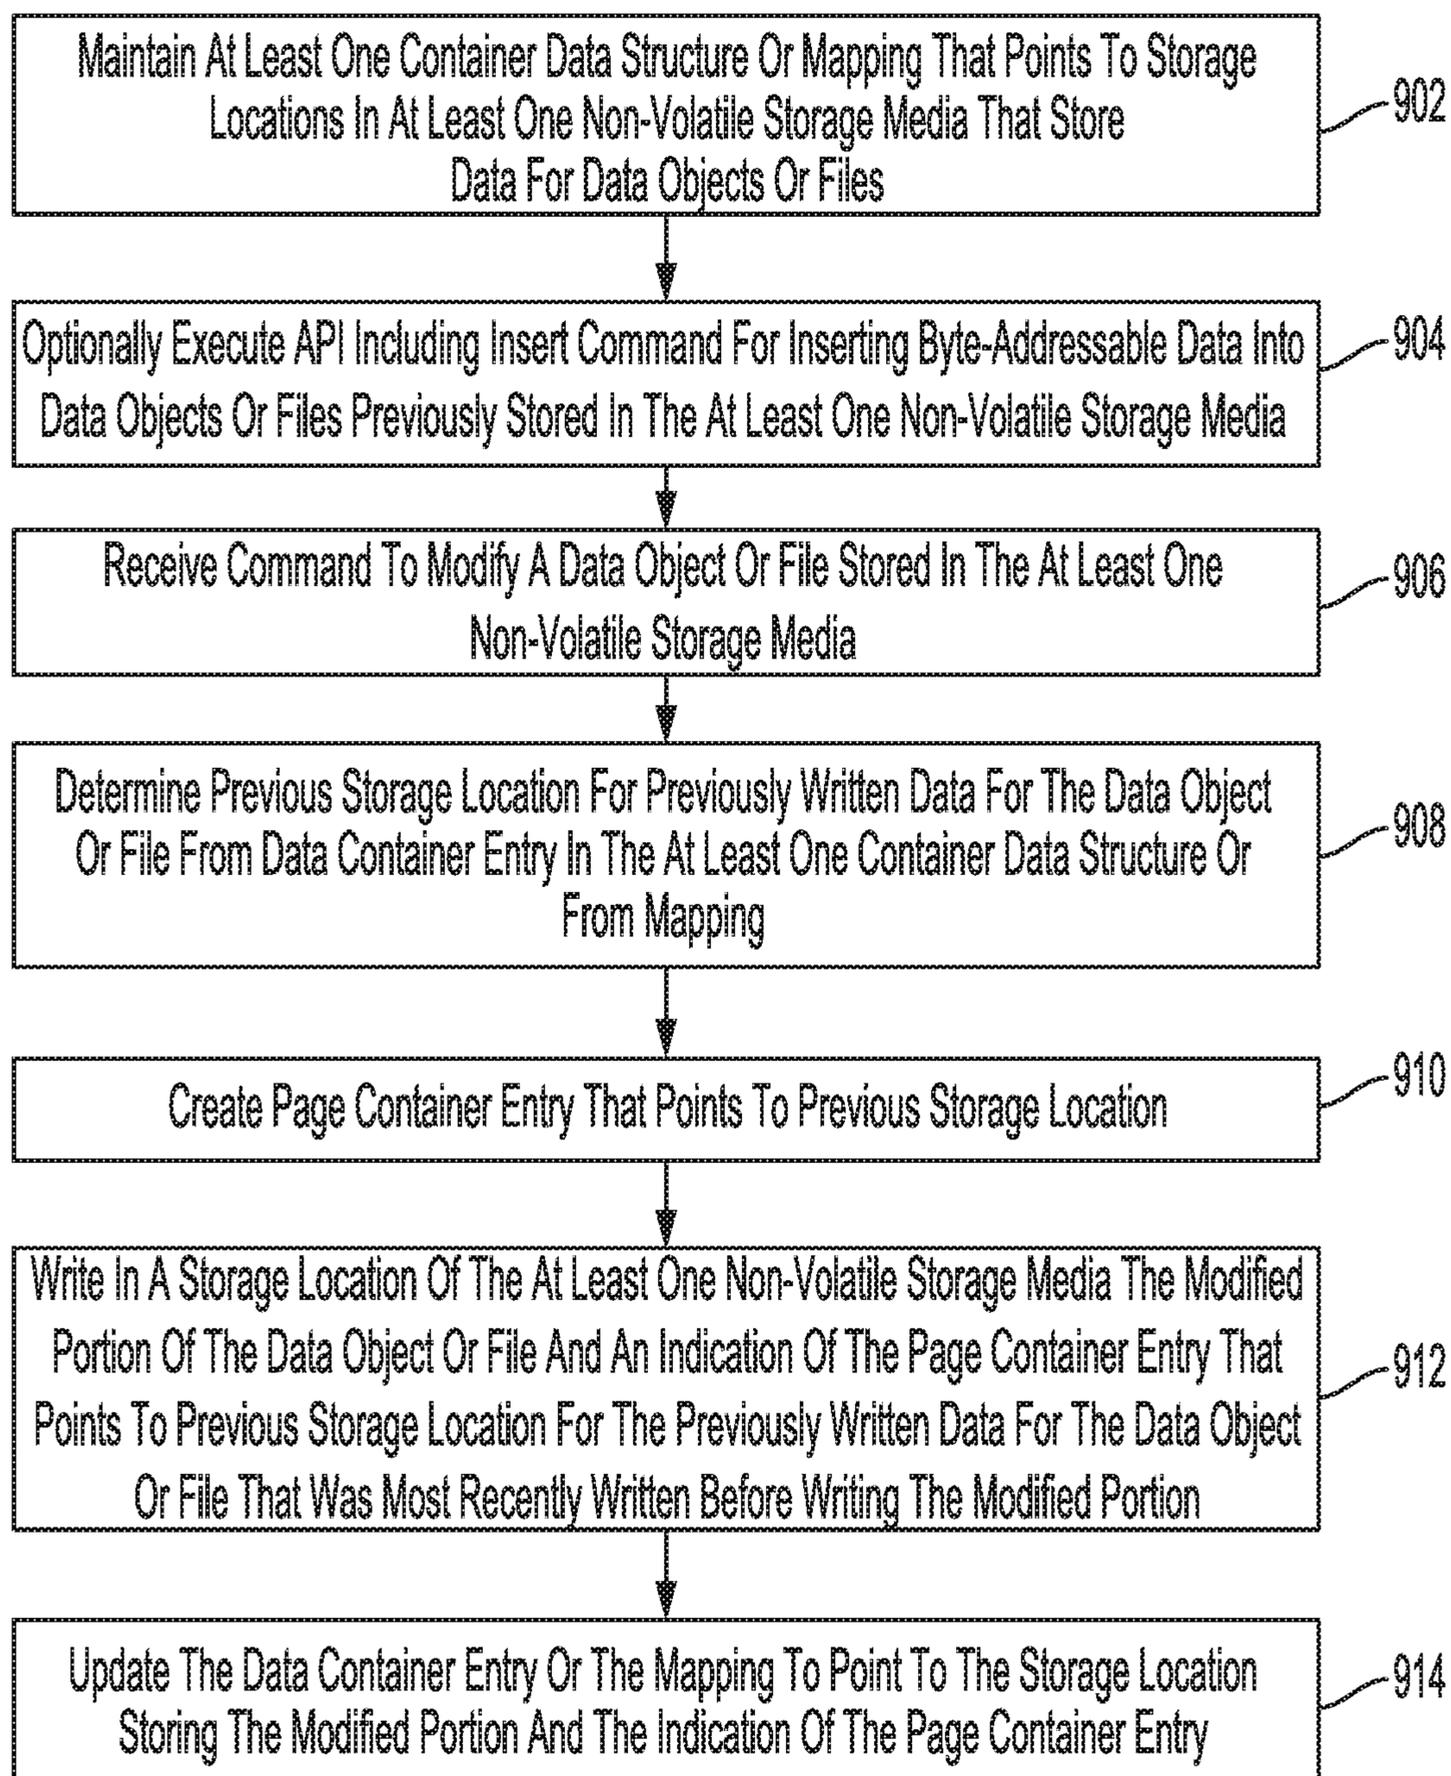 Maintain At Least One Container Data Structure Or Mapping That Points To Storage
Locations In At Least One Non-Volatile Storage Media That Store
Data For Data Objects Or Files
902
Optionally Execute API Including Insert Command For Inserting Byte-Addressable Data Into
Data Objects Or Files Previously Stored In The At Least One Non-Volatile Storage Media
904
Receive Command To Modify A Data Object Or File Stored In The At Least One
Non-Volatile Storage Media
906
Determine Previous Storage Location For Previously Written Data For The Data Object
Or File From Data Container Entry In The At Least One Container Data Structure Or
From Mapping
908
Create Page Container Entry That Points To Previous Storage Location
910
Write In A Storage Location Of The At Least One Non-Volatile Storage Media The Modified
Portion Of The Data Object Or File And An Indication Of The Page Container Entry That
Points To Previous Storage Location For The Previously Written Data For The Data Object
Or File That Was Most Recently Written Before Writing The Modified Portion
912
Update The Data Container Entry Or The Mapping To Point To The Storage Location
Storing The Modified Portion And The Indication Of The Page Container Entry
914